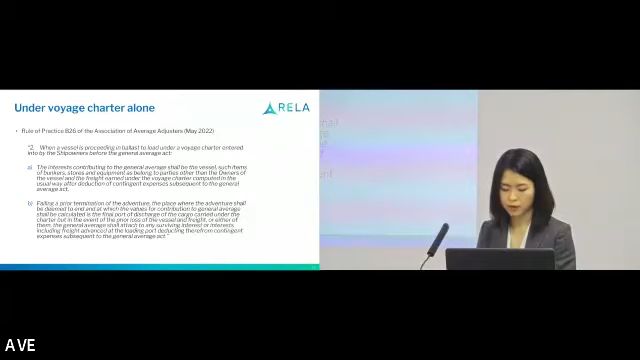 Under voyage charter alone
RELA
• Rule of Practice B26 of the Association of Average Adjusters (May 2022)
"2. When a vessel is proceeding in ballast to load under a voyage charter entered
into by the Shipowners before the general average act:
a) The interests contributing to the general average shall be the vessel, such items
of bunkers, stores and equipment as belong to parties other than the Owners of
the vessel and the freight earned under the voyage charter computed in the
usual way after deduction of contingent expenses subsequent to the general
average act.
b) Failing a prior termination of the adventure, the place where the adventure shall
be deemed to end and at which the values for contribution to general average
shall be calculated is the final port of discharge of the cargo carried under the
charter but in the event of the prior loss of the vessel and freight, or either of
them, the general average shall attach to any surviving interest or interests
including freight advanced at the loading port deducting therefrom contingent
expenses subsequent to the general average act."
AVE